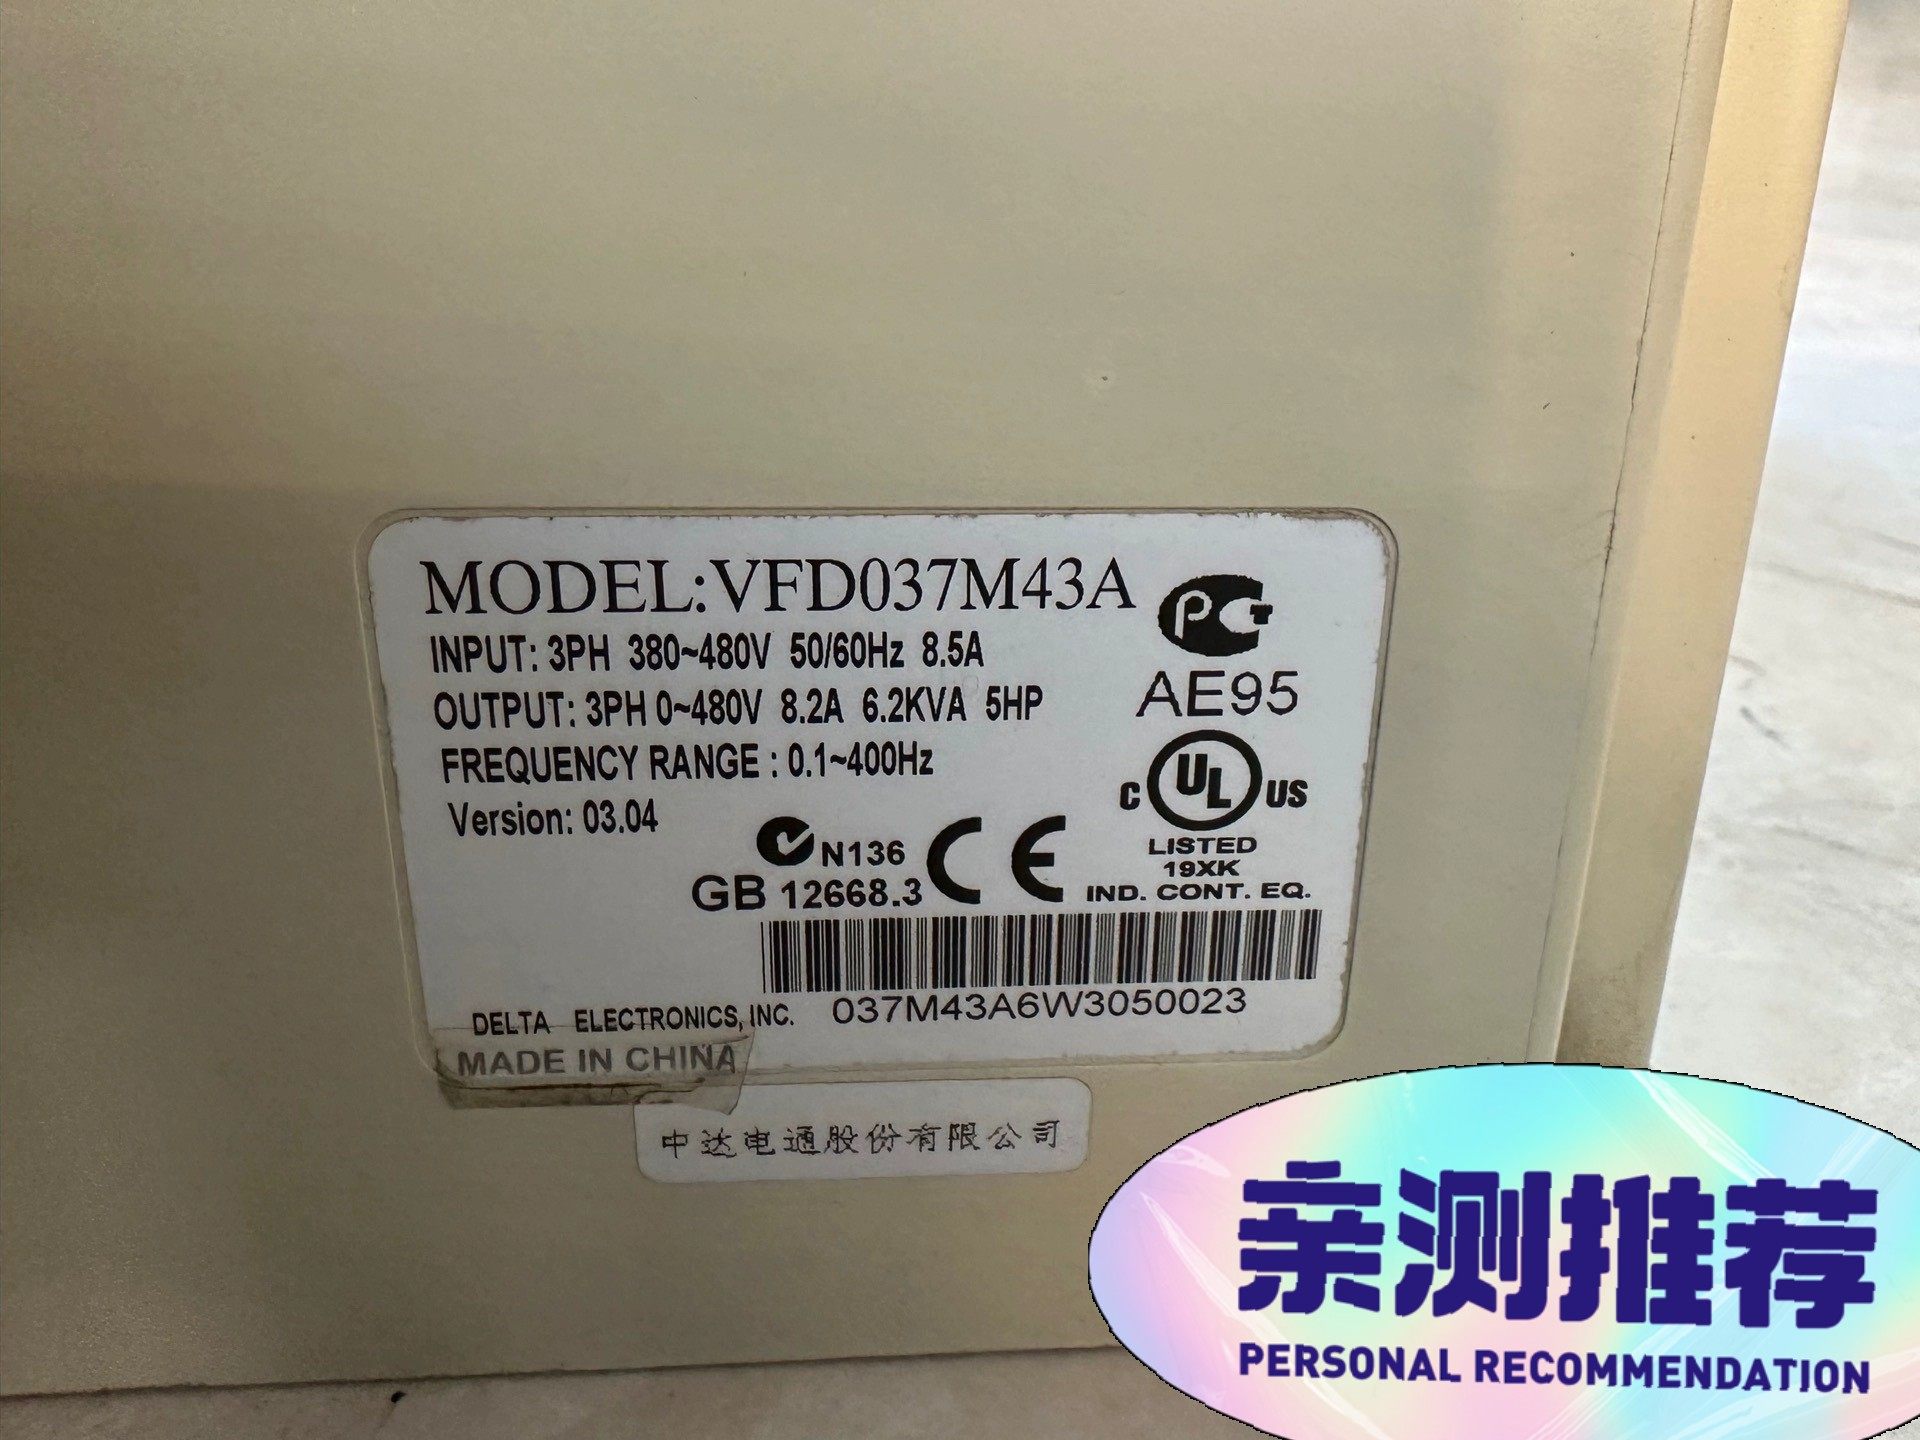 MODEL:VFD037M43A
INPUT: 3PH 380~480V 50/60Hz 8.5A
OUTPUT: 3PH 0~480V 8.2A 6.2KVA 5HP
FREQUENCY RANGE : 0.1~400Hz
Version: 03.04
PG
AE95
C UL US
LISTED
19XK
IND. CONT. EQ.
N136
GB 12668.3
CE
037M43A6W3050023
DELTA ELECTRONICS, INC.
MADE IN CHINA
中达电通股份有限公司
亲测推荐
PERSONAL RECOMMENDATION